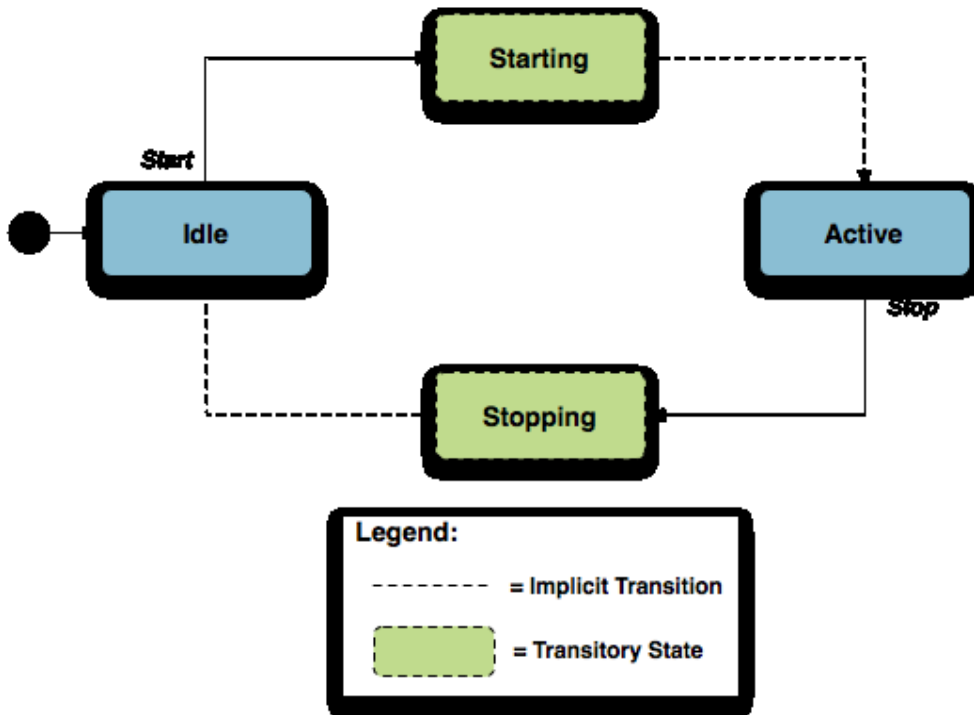 Starting
Start
Idle
Active
Stop
Stopping
Legend:
= Implicit Transition
= Transitory State